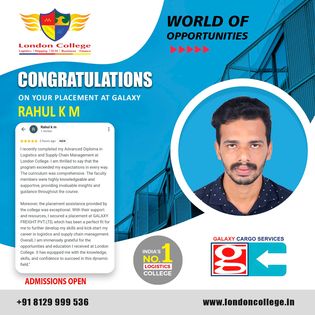 London College
Logistics | Shipping | Oil & | Business | Finance
WORLD OF
OPPORTUNITIES
CONGRATULATIONS
ON YOUR PLACEMENT AT GALAXY
RAHUL K M
Rahul k m
NEW
I recently completed my Advanced Diploma in
Logistics and Supply Chain Management at
London College. I am thrilled to say that the
program exceeded my expectations in every way.
The curriculum was comprehensive. The faculty
members were highly knowledgeable and
supportive, providing invaluable insights and
guidance throughout the course.
Moreover, the placement assistance provided by
the college was exceptional. With their support
and resources, I secured a placement at GALAXY
FREIGHT PVT.LTD, which has been a perfect fit for
me to further develop my skills and kick-start my
career in logistics and supply chain management.
Overall, I am immensely grateful for the
opportunities and education I received at London
College. It has equipped me with the knowledge,
skills, and confidence to succeed in this dynamic
field."
ADMISSIONS OPEN
INDIA'S
NO.1
LOGISTICS
COLLEGE
GALAXY CARGO SERVICES
+91 8129 999 536
www.londoncollege.in